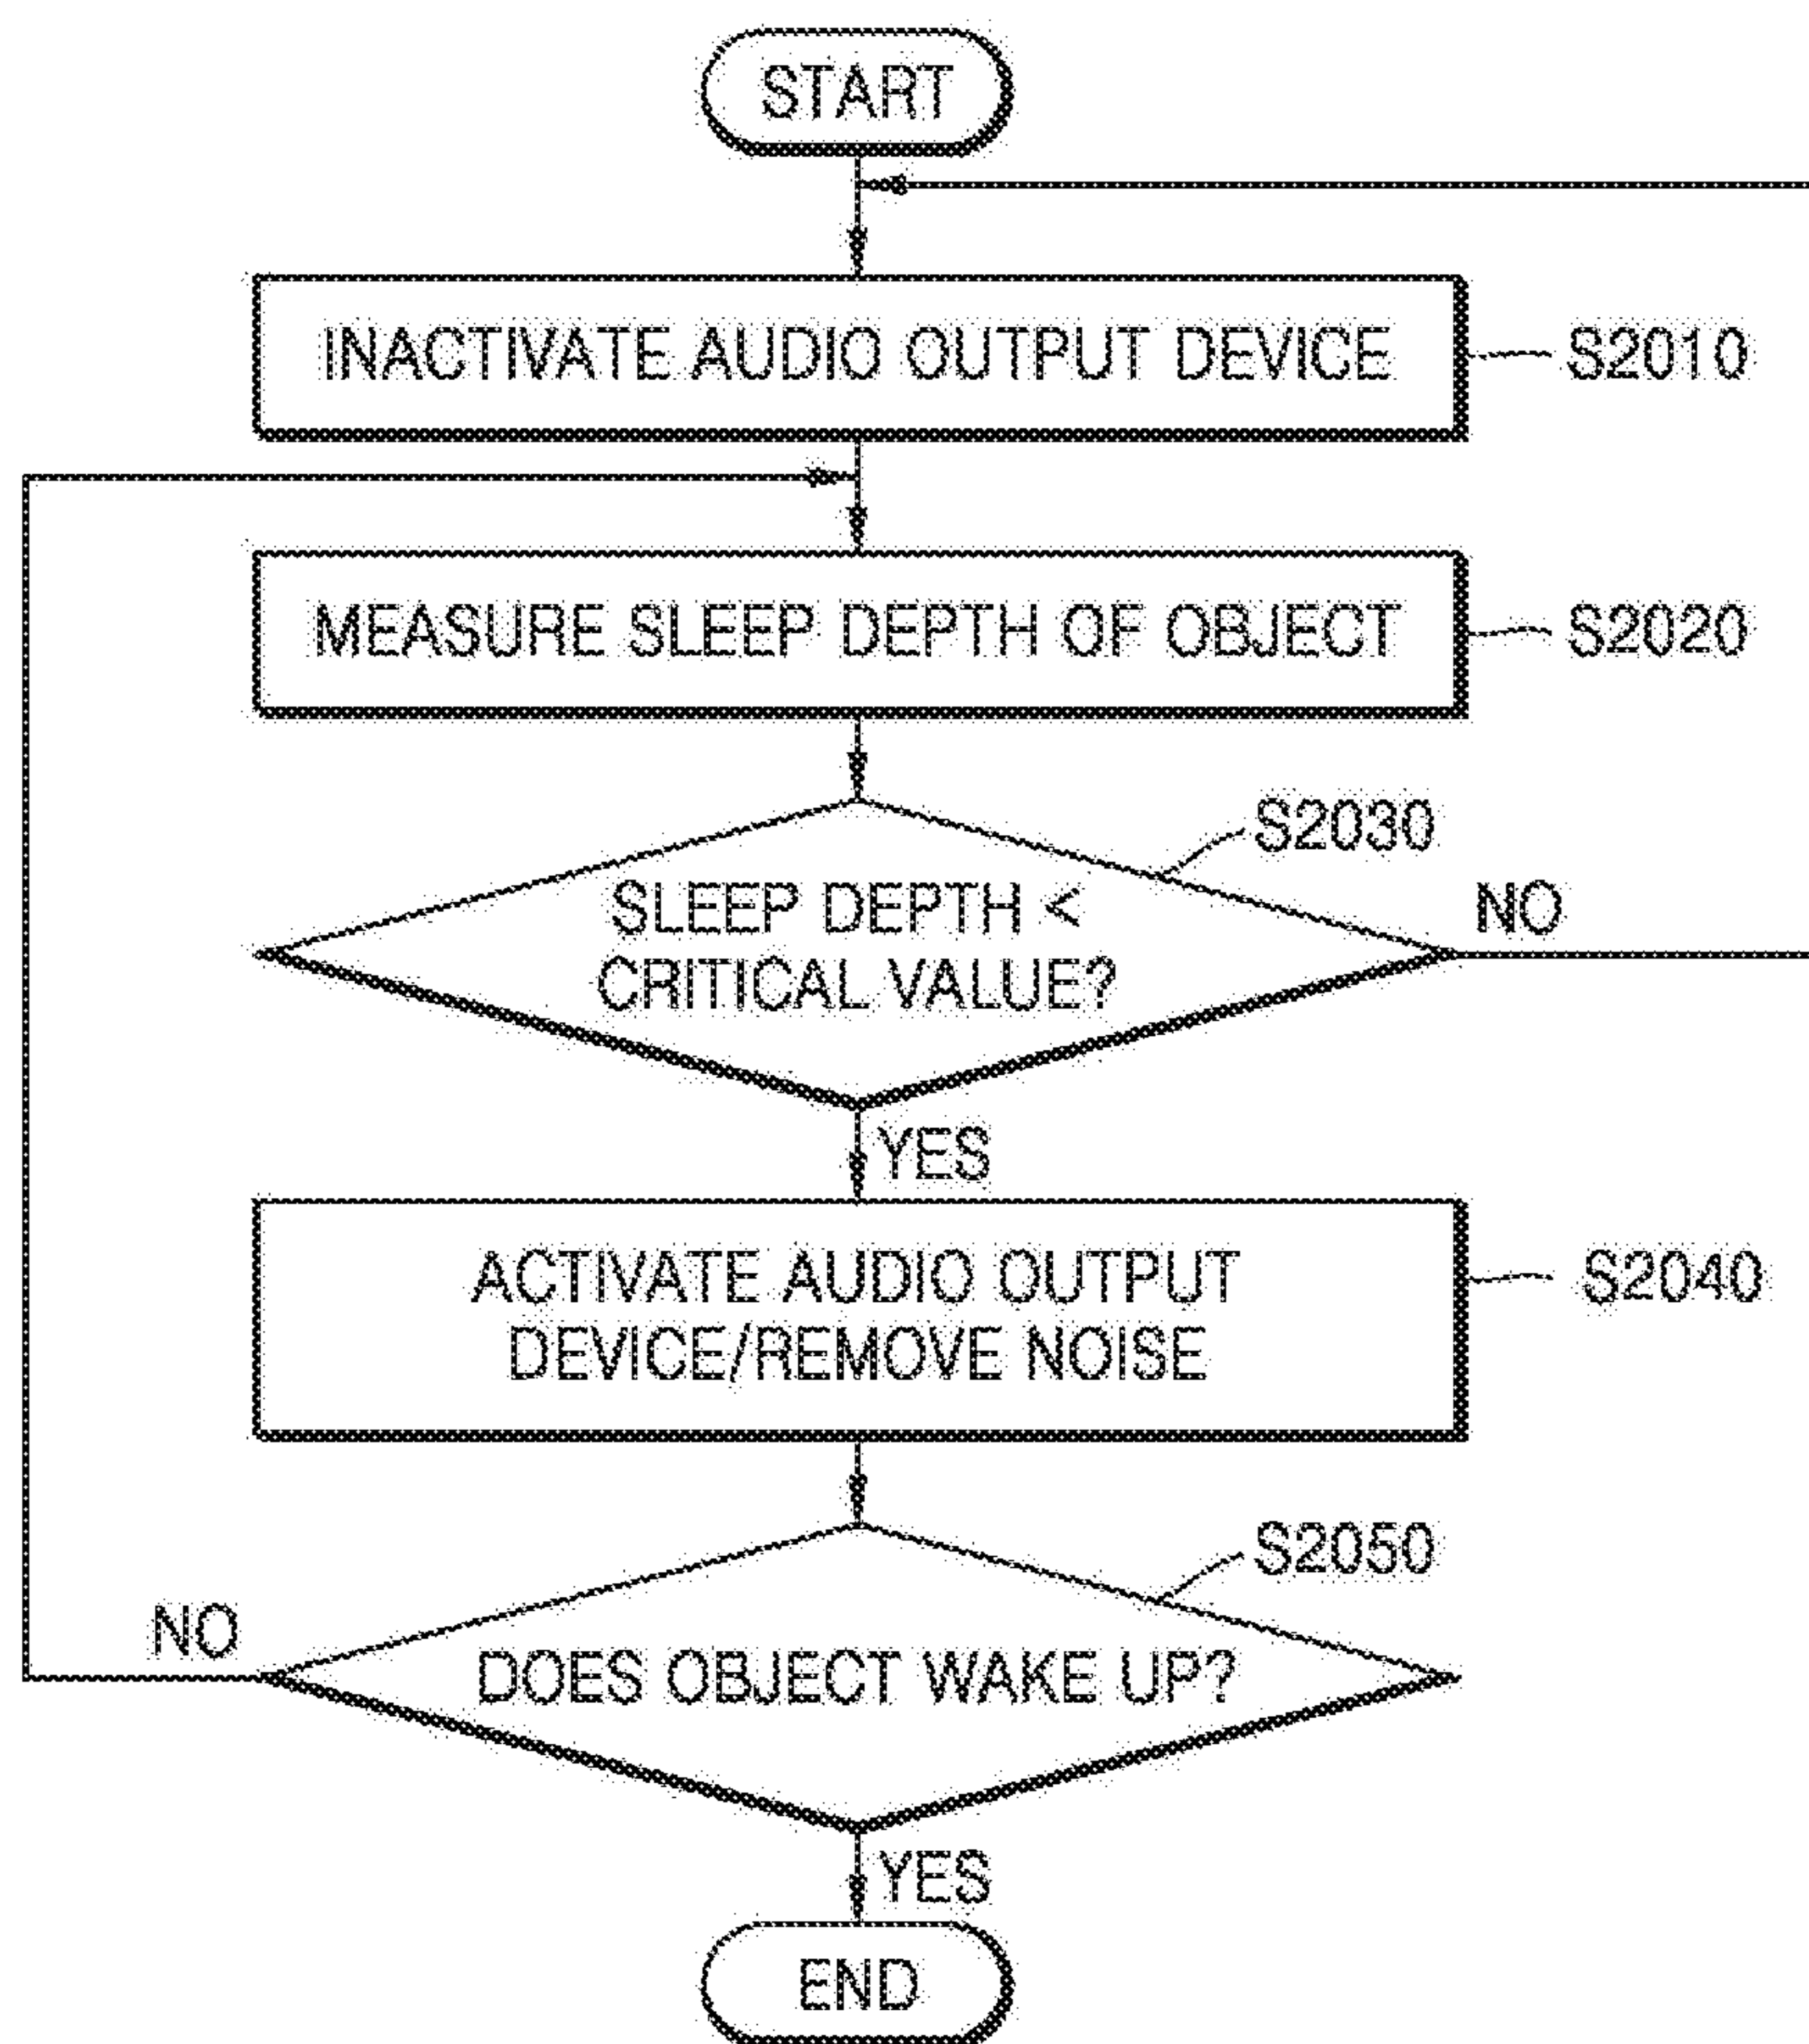 START
INACTIVATE AUDIO OUTPUT DEVICE
S2010
MEASURE SLEEP DEPTH OF OBJECT
S2020
S2030
SLEEP DEPTH <
CRITICAL VALUE?
NO
YES
ACTIVATE AUDIO OUTPUT
DEVICE/REMOVE NOISE
S2040
S2050
NO
DOES OBJECT WAKE UP?
YES
END